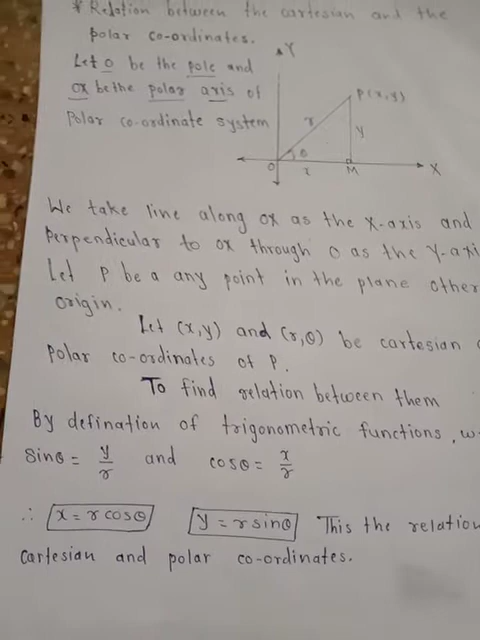 * Relation between the cartesian and the
polar co-ordinates.
Let O be the pole and
OX be the polar axis of
Polar co-ordinate system
Y
P(x,y)
r
y
θ
O
x
M
X
We take line along OX as the X-axis and
Perpendicular to OX through O as the Y-axi
Let P be a any point in the plane other
origin.
Let (x,y) and (r,θ) be cartesian
Polar co-ordinates of P.
To find relation between them
By defination of trigonometric functions, w
sinθ = y/r and cosθ = x/r
∴ x = r cosθ y = r sinθ This the relation
cartesian and polar co-ordinates.